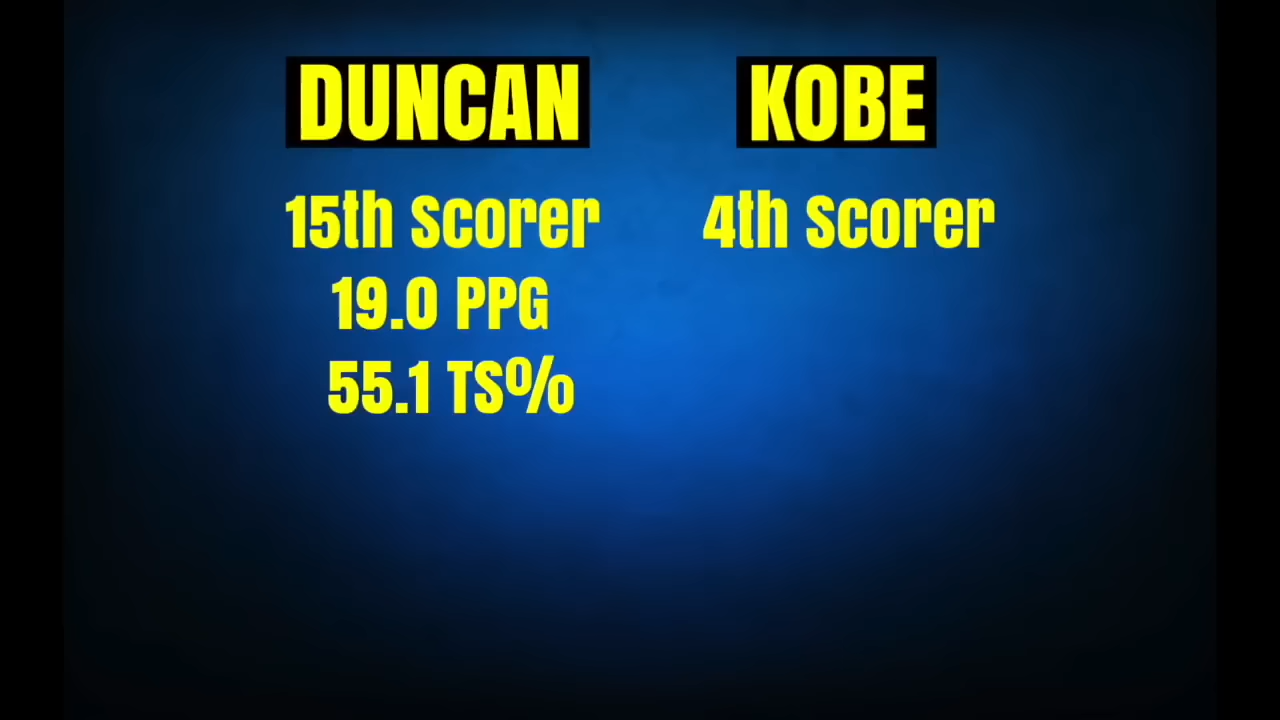 DUNCAN
KOBE
15th Scorer
4th Scorer
19.0 PPG
55.1 TS%